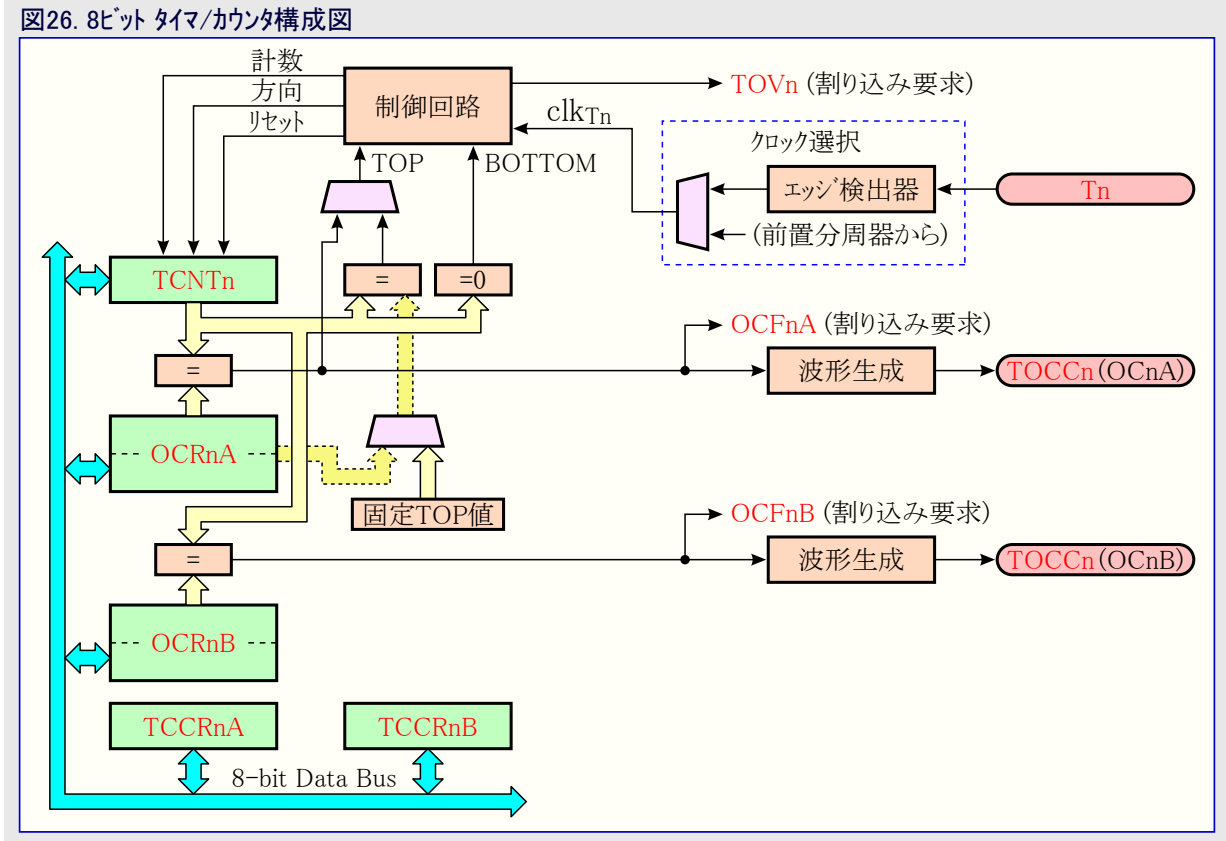 図26. 8ビット タイマ/カウンタ構成図
計数
方向
リセット
制御回路
TOVn (割り込み要求)
clkTn
TOP
BOTTOM
クロック選択
エッジ検出器
Tn
(前置分周器から)
TCNTn
=
=0
OCFnA (割り込み要求)
=
波形生成
TOCCn(OCnA)
OCRnA
固定TOP値
OCFnB (割り込み要求)
=
波形生成
TOCCn(OCnB)
OCRnB
TCCRnA
TCCRnB
8-bit Data Bus